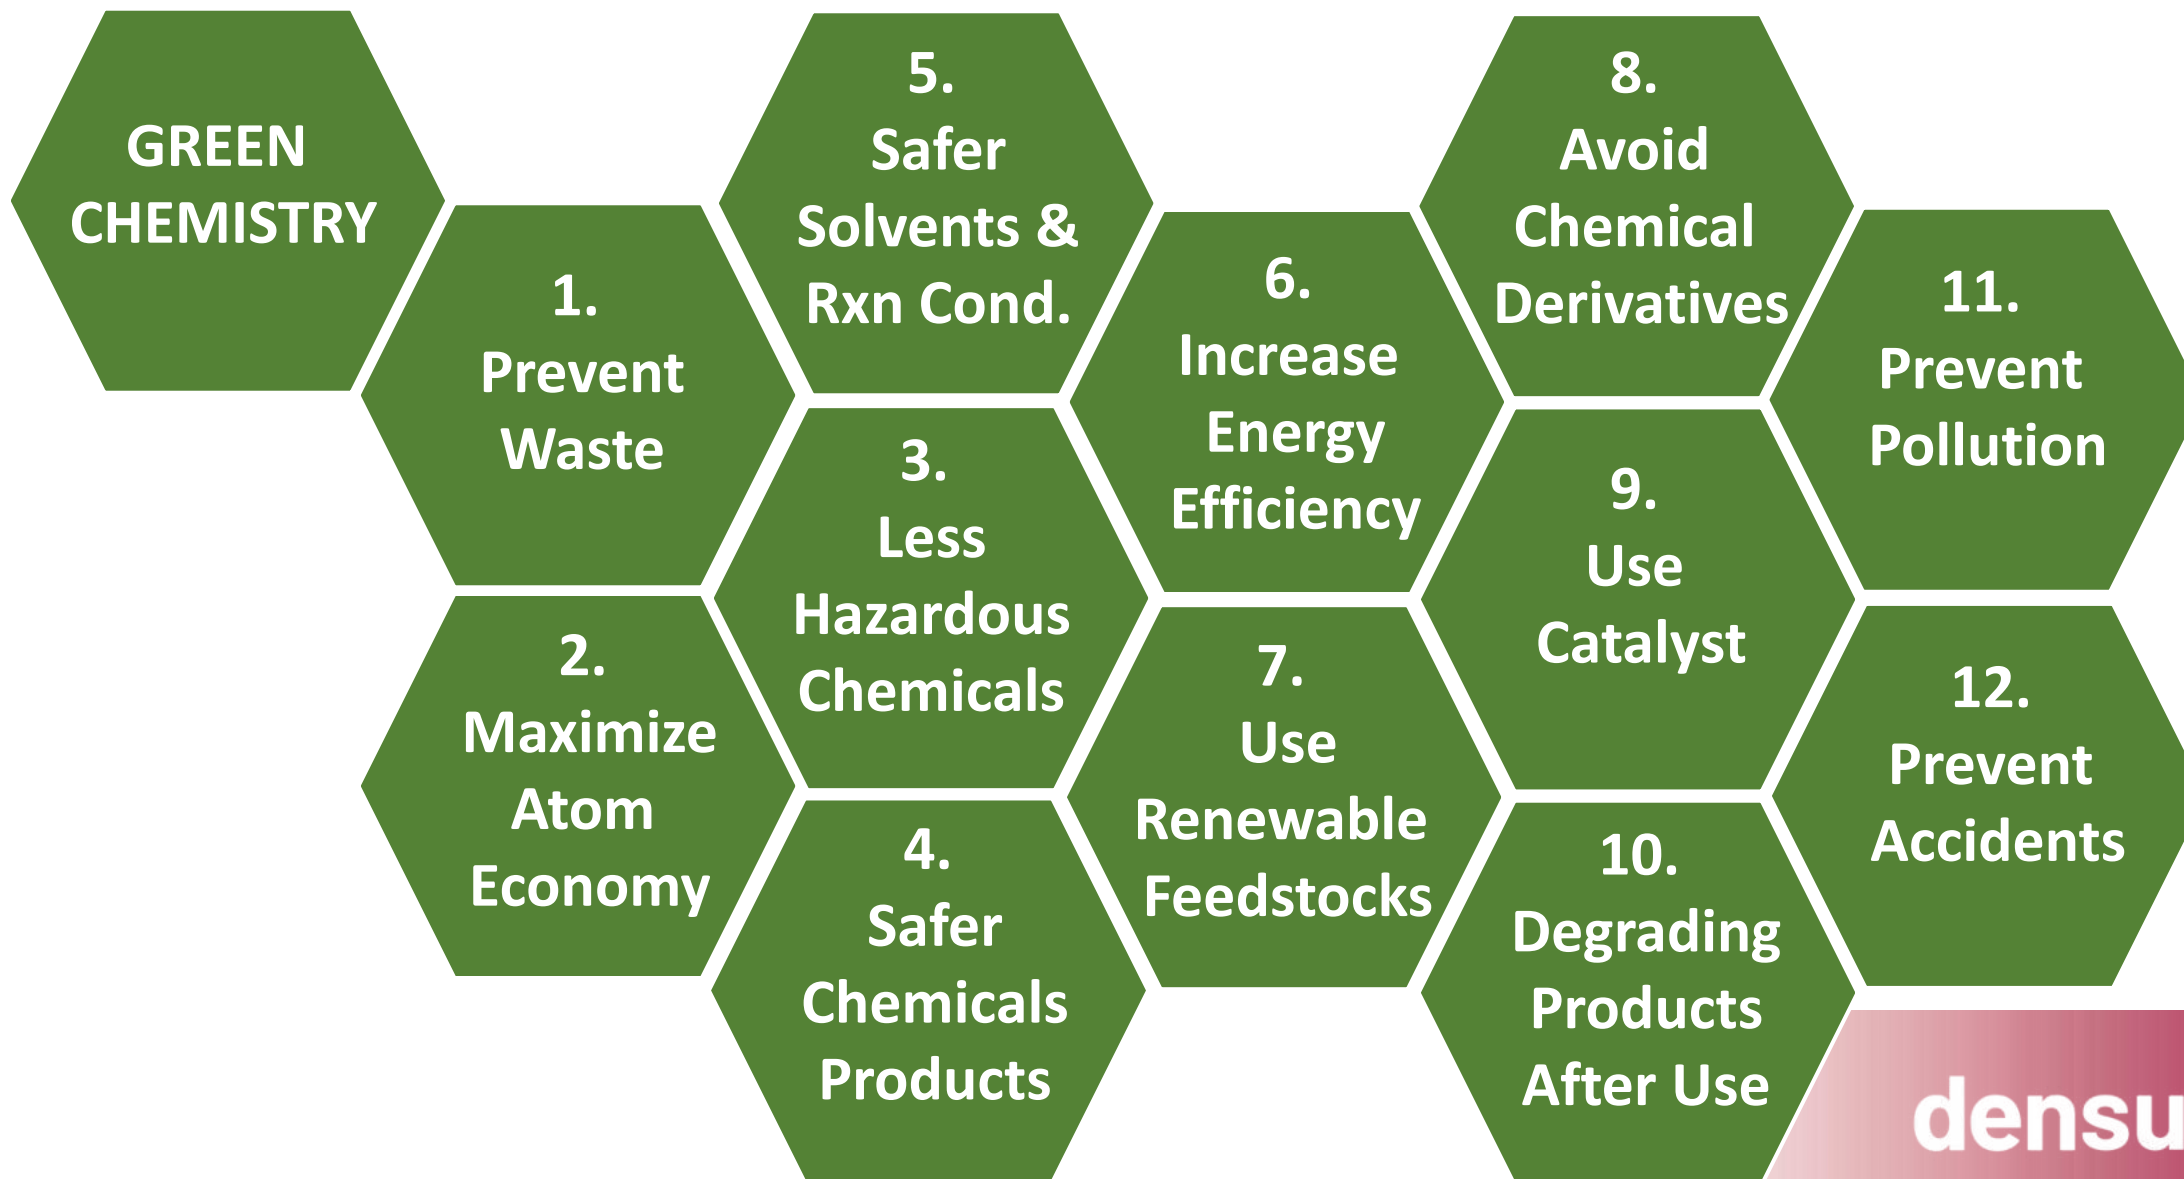 GREEN
CHEMISTRY
1.
Prevent
Waste
2.
Maximize
Atom
Economy
3.
Less
Hazardous
Chemicals
4.
Safer
Chemicals
Products
5.
Safer
Solvents &
Rxn Cond.
6.
Increase
Energy
Efficiency
7.
Use
Renewable
Feedstocks
8.
Avoid
Chemical
Derivatives
9.
Use
Catalyst
10.
Degrading
Products
After Use
11.
Prevent
Pollution
12.
Prevent
Accidents
densu